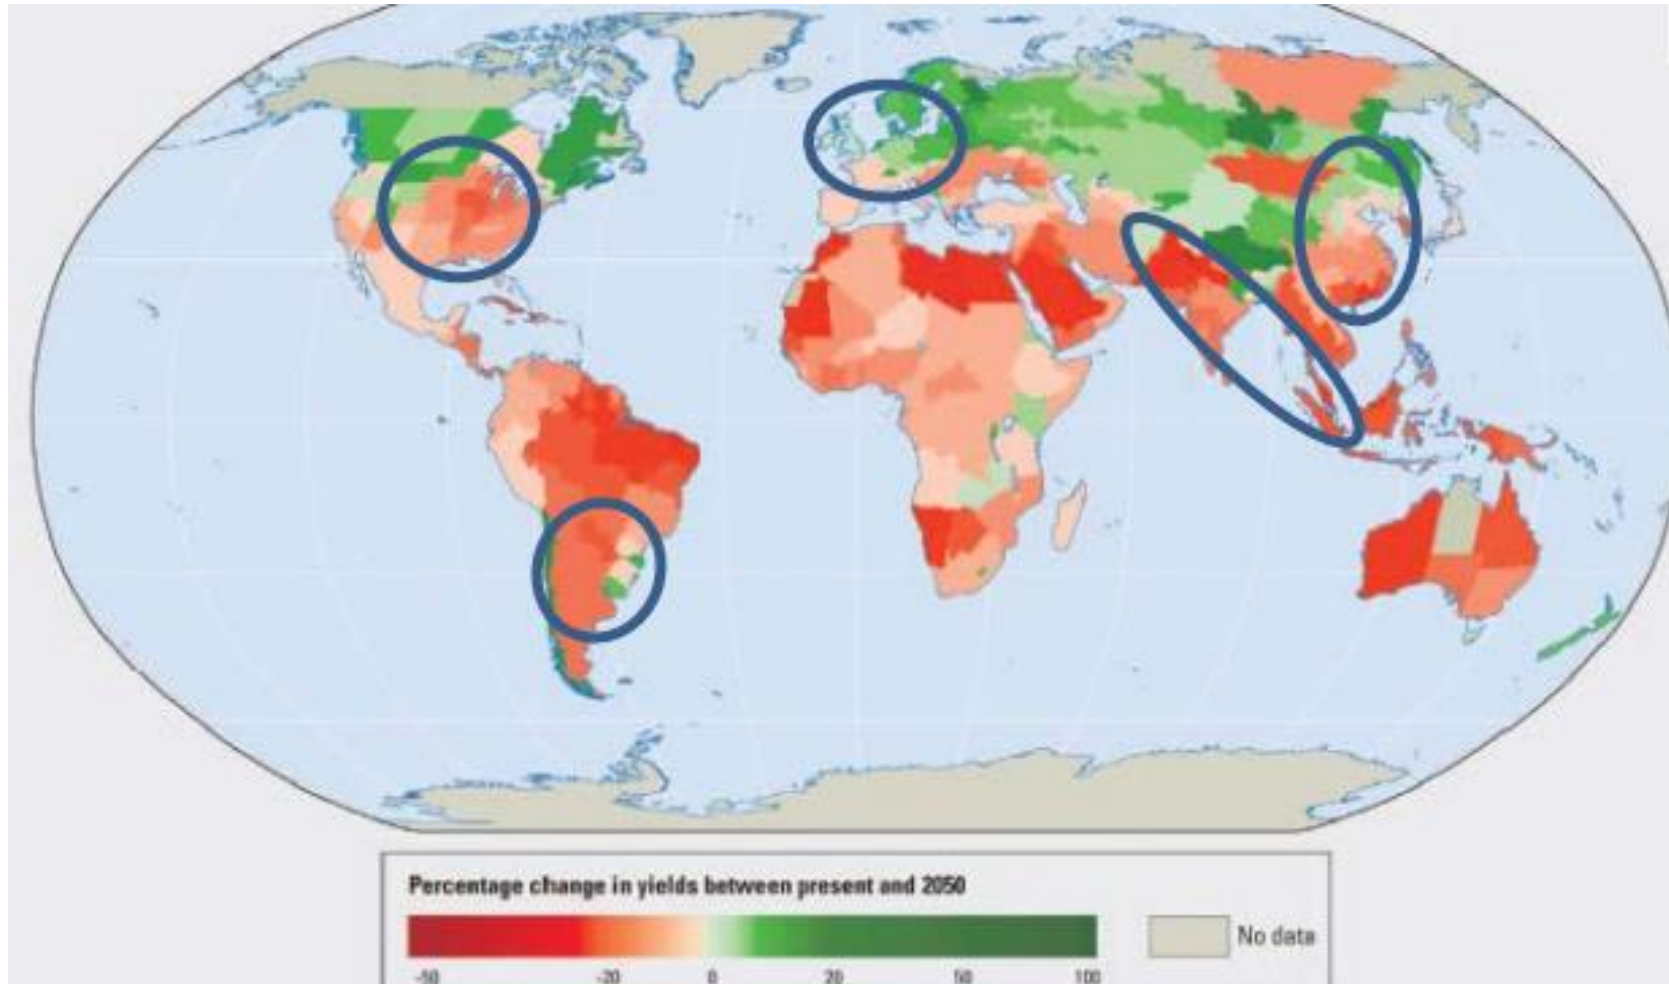 Percentage change in yields between present and 2050
No data
-50 -20 0 20 50 100